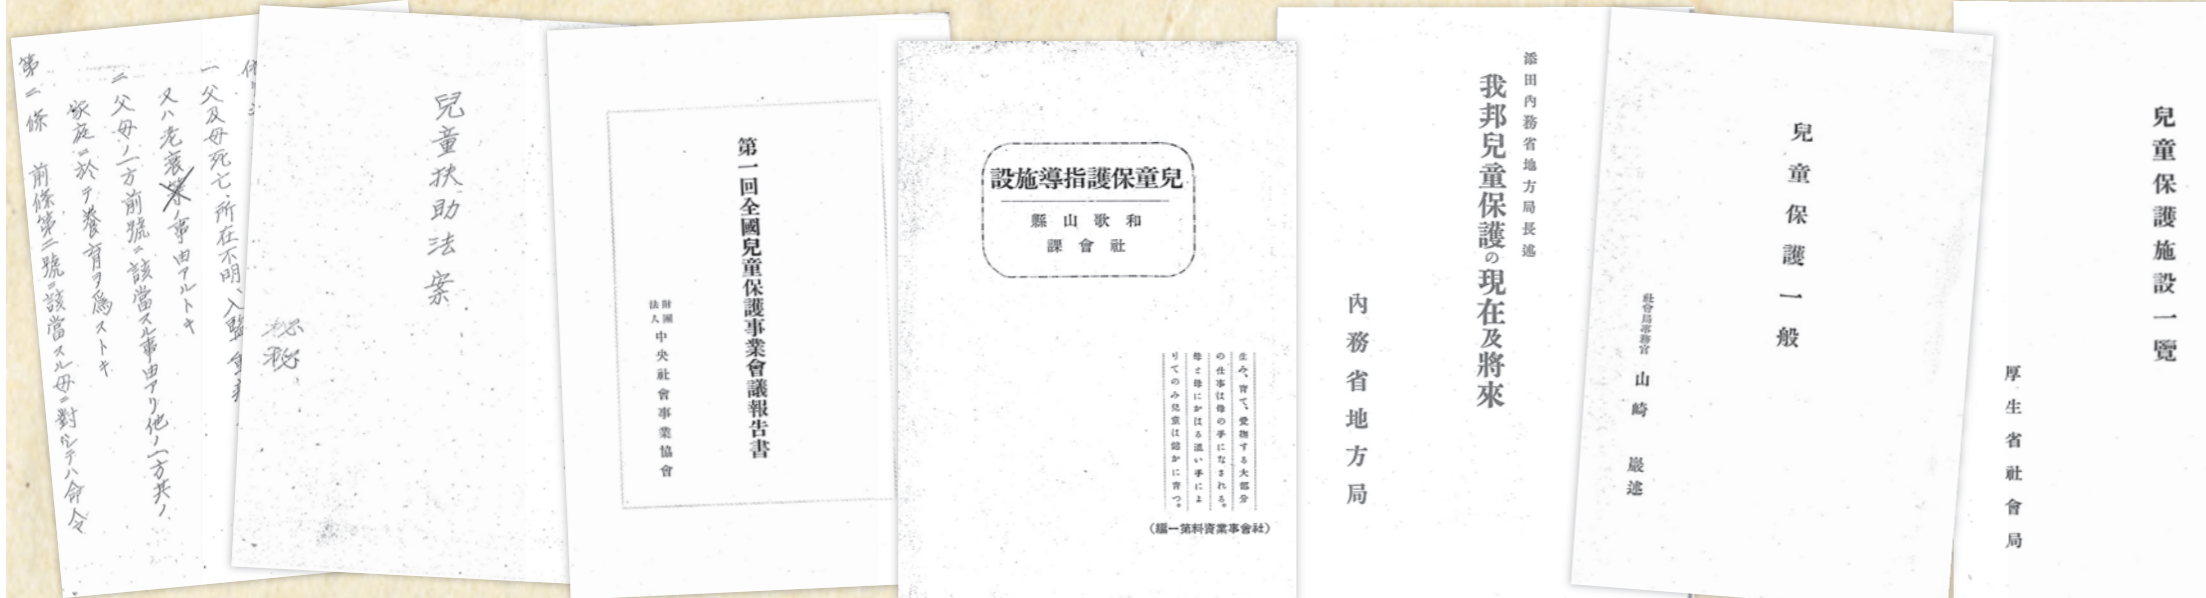 一父及母死亡、所在不明、入監
又ハ老衰等ノ事由アルトキ
二父母ノ一方前號ニ該當スル事由アリ他ノ一方共ノ
家庭ニ於テ養育ヲ爲ストキ
第二條 前條第二號ニ該當スル母ニ對シテハ命令
兒童扶助法案
秘
第一回全國兒童保護事業會議報告書
財團法人 中央社會事業協會
設施導指護保童兒
縣山歌和
課會社
生み、育て、愛撫する大部分
の仕事は母の手になされる。
母と母にかはる温い手によ
りてのみ兒童は健かに育つ。
(編一第料資業事會社)
添田內務省地方局長述
我邦兒童保護の現在及將來
內務省地方局
兒童保護一般
社會局事務官 山崎 巖述
兒童保護施設一覽
厚生省社會局